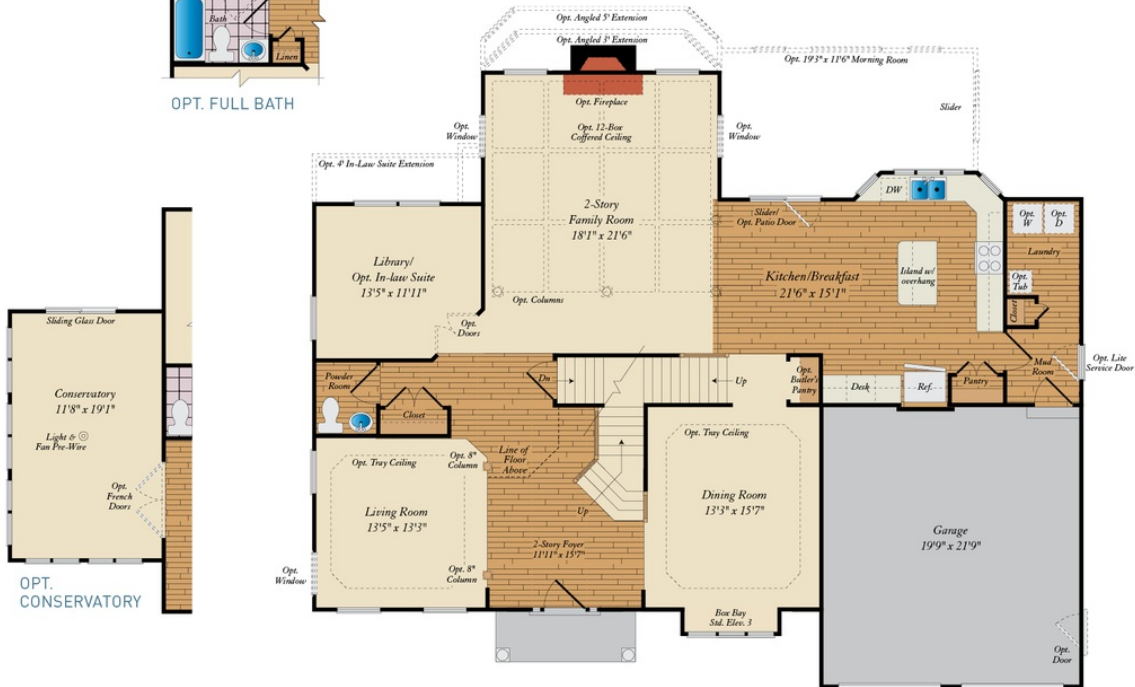 Bath
Linen
OPT. FULL BATH
Opt. Angled 5' Extension
Opt. Angled 3' Extension
Opt. 19'3" x 11'6" Morning Room
Slider
Opt. Fireplace
Opt. 12-Box
Coffered Ceiling
Opt.
Window
Opt.
Window
Opt. 4' In-Law Suite Extension
2-Story
Family Room
18'1" x 21'6"
Opt. Columns
Library/
Opt. In-law Suite
13'5" x 11'11"
Opt.
Doors
Slider/
Opt. Patio Door
DW
Kitchen/Breakfast
21'6" x 15'1"
Island w/
overhang
Opt.
W
Opt.
D
Laundry
Opt.
Tub
Closet
Mud
Room
Opt. Lite
Service Door
Pantry
Ref.
Desk
Opt.
Butler's
Pantry
Up
Dn
Powder
Room
Closet
Line of
Floor
Above
Up
Opt. Tray Ceiling
Opt. 8"
Column
Living Room
13'5" x 13'3"
Opt. 8"
Column
Opt.
Window
2-Story Foyer
11'11" x 15'7"
Opt. Tray Ceiling
Dining Room
13'3" x 15'7"
Box Bay
Std. Elev. 3
Garage
19'9" x 21'9"
Opt.
Door
Sliding Glass Door
Conservatory
11'8" x 19'1"
Light &
Fan Pre-Wire
Opt.
French
Doors
OPT.
CONSERVATORY